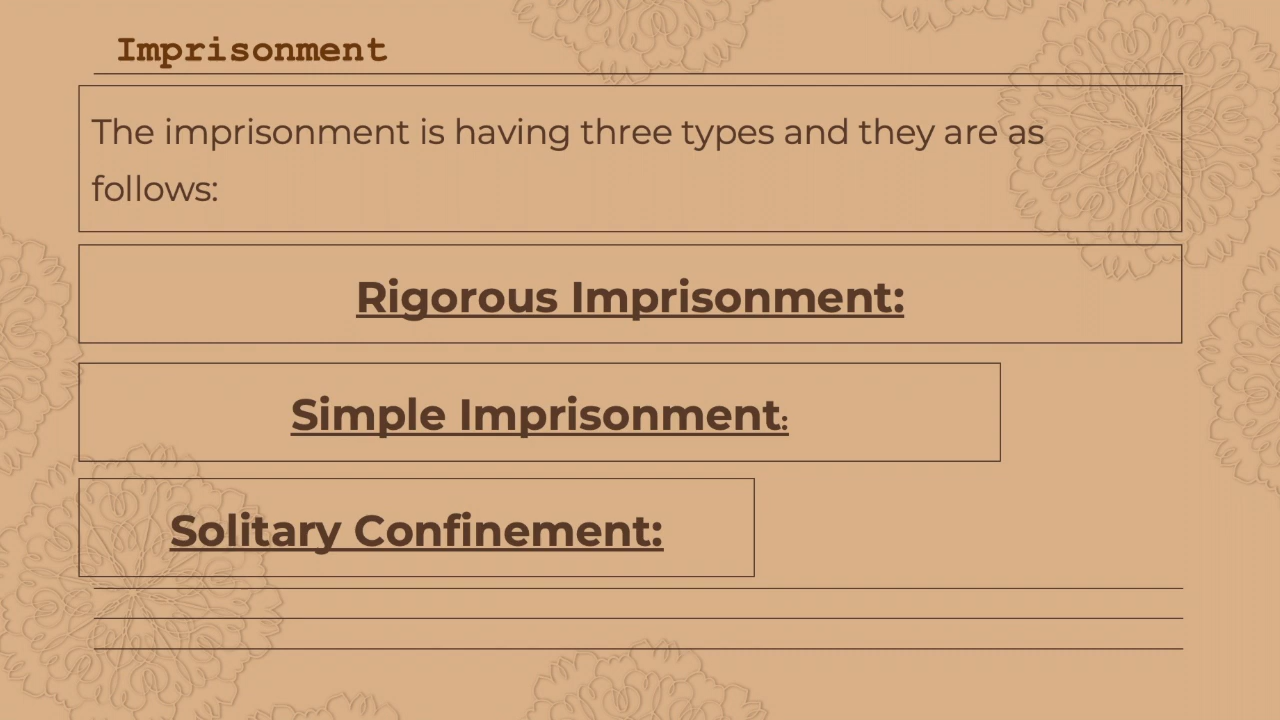 Imprisonment
The imprisonment is having three types and they are as
follows:
Rigorous Imprisonment:
Simple Imprisonment:
Solitary Confinement: